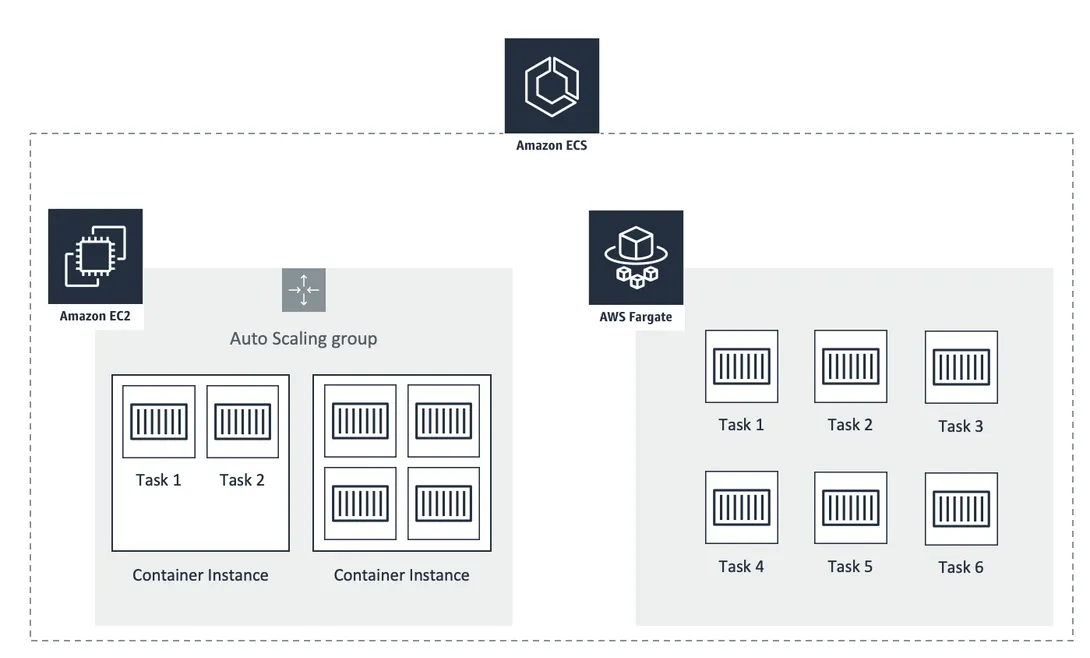 Amazon ECS
Amazon EC2
Auto Scaling group
Task 1
Task 2
Container Instance
Container Instance
AWS Fargate
Task 1
Task 2
Task 3
Task 4
Task 5
Task 6